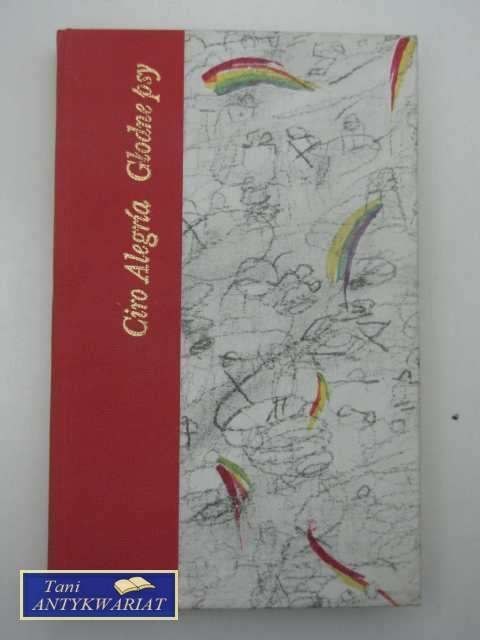 Ciro Alegría Głodne psy
Tani
ANTYKWARIAT